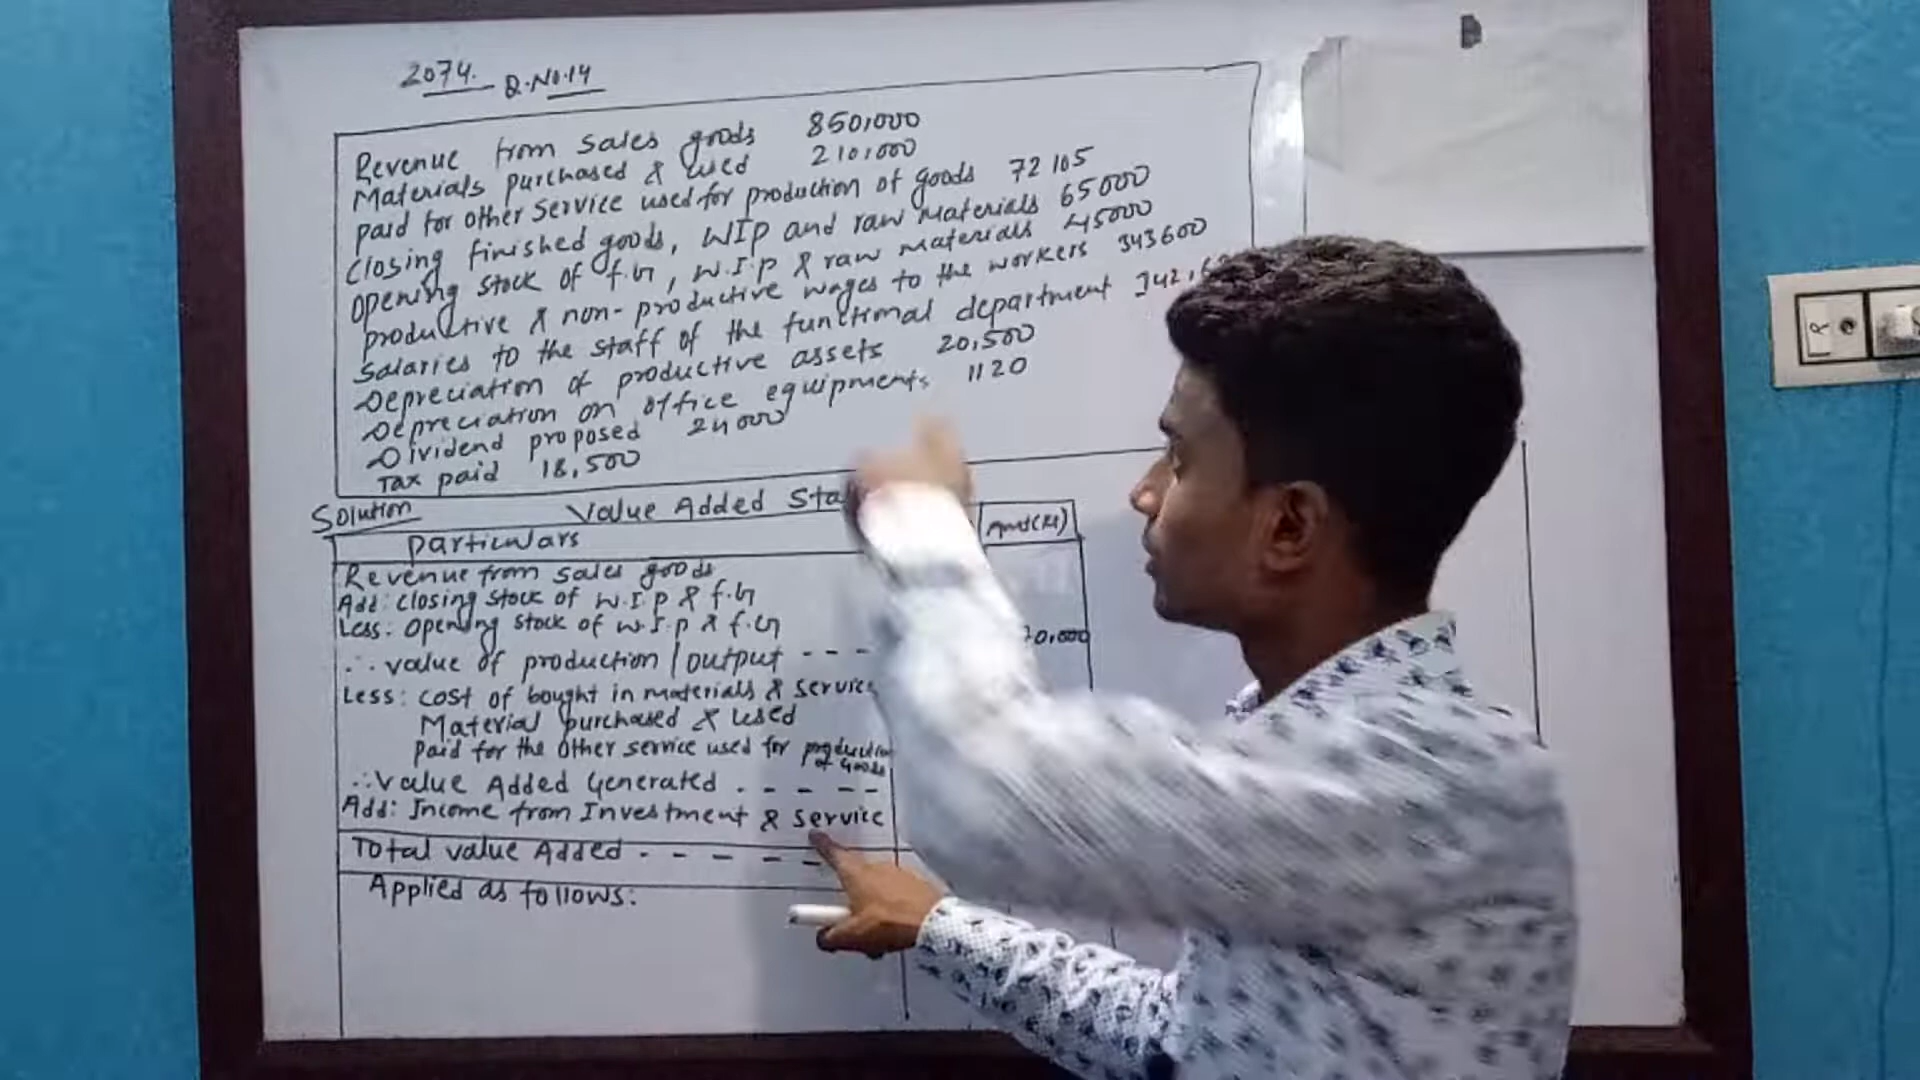 2074. Q.No.14
Revenue from sales goods 850,000
Materials purchased & used 210,000
paid for other service used for production of goods 72105
Closing finished goods, WIP and raw materials 65000
Opening stock of f.G, W.I.P & raw materials 45000
productive & non-productive wages to the workers 343600
Salaries to the staff of the functional department
Depreciation of productive assets 20,500
Depreciation on office equipments 1120
Dividend proposed 24000
Tax paid 18,500
Solution
Value Added
Particulars Amt(Rs)
Revenue from sales goods
Add: Closing stock of W.I.P & f.G
Less: Opening stock of W.I.P & f.G
∴ value of production / output - - -
Less: cost of bought in materials & service
Material purchased & used
Paid for the other service used for production of Goods
∴ Value Added Generated - - - - -
Add: Income from Investment & service
Total value Added - - - - -
Applied as follows: